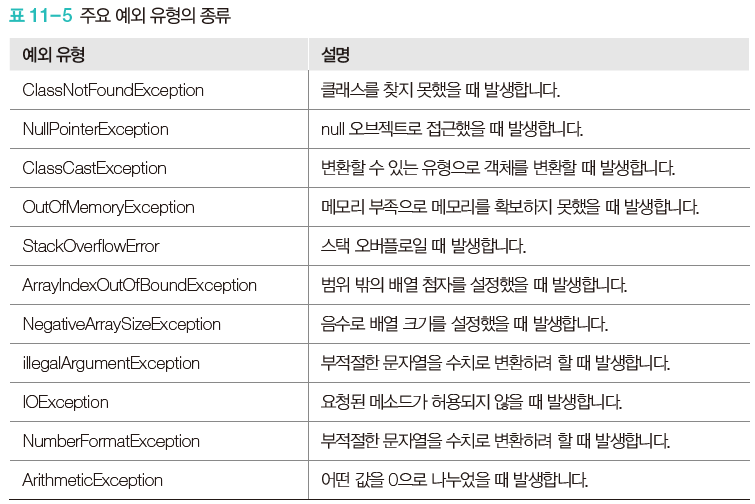 표 11-5 주요 예외 유형의 종류
예외 유형 설명
ClassNotFoundException 클래스를 찾지 못했을 때 발생합니다.
NullPointerException null 오브젝트로 접근했을 때 발생합니다.
ClassCastException 변환할 수 있는 유형으로 객체를 변환할 때 발생합니다.
OutOfMemoryException 메모리 부족으로 메모리를 확보하지 못했을 때 발생합니다.
StackOverflowError 스택 오버플로일 때 발생합니다.
ArrayIndexOutOfBoundException 범위 밖의 배열 첨자를 설정했을 때 발생합니다.
NegativeArraySizeException 음수로 배열 크기를 설정했을 때 발생합니다.
illegalArgumentException 부적절한 문자열을 수치로 변환하려 할 때 발생합니다.
IOException 요청된 메소드가 허용되지 않을 때 발생합니다.
NumberFormatException 부적절한 문자열을 수치로 변환하려 할 때 발생합니다.
ArithmeticException 어떤 값을 0으로 나누었을 때 발생합니다.